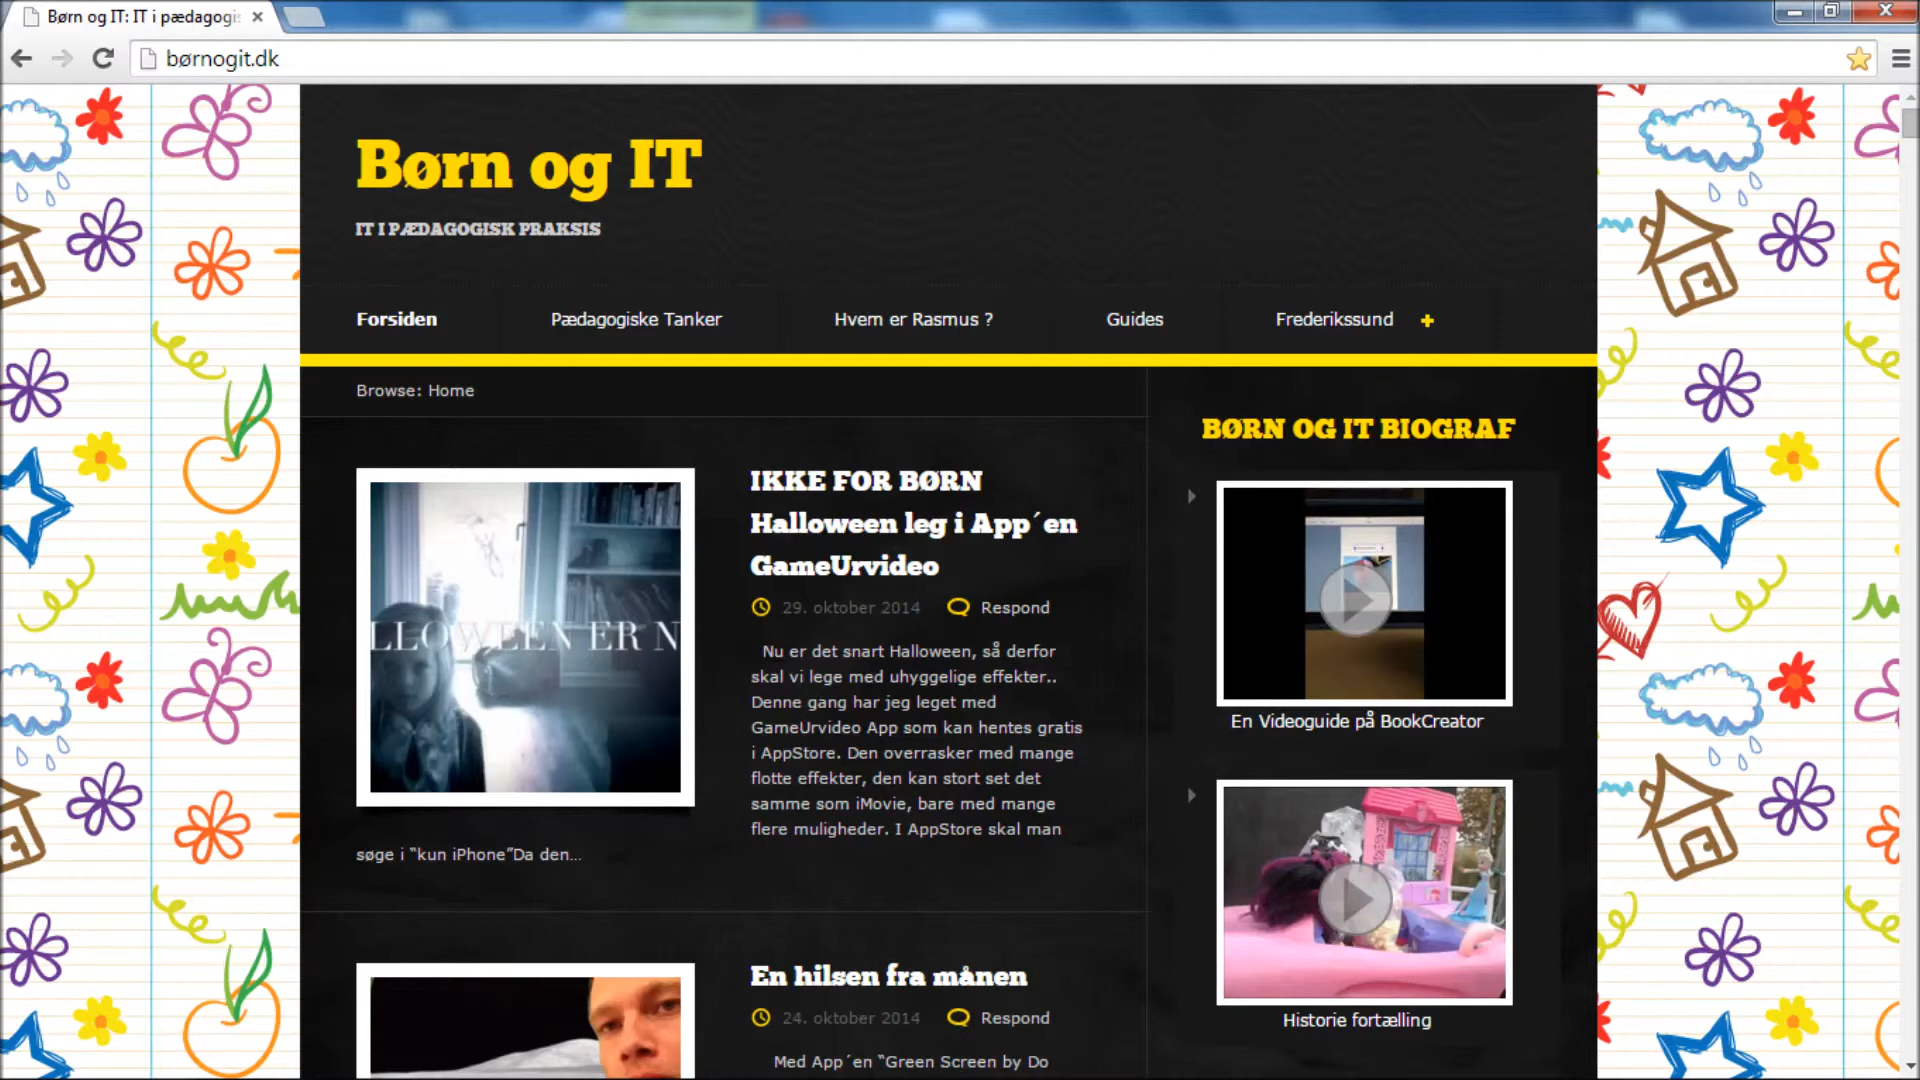 Børn og IT: IT i pædagogi
børnogit.dk
Børn og IT
IT I PÆDAGOGISK PRAKSIS
Forsiden
Pædagogiske Tanker
Hvem er Rasmus ?
Guides
Frederikssund
Browse: Home
LLOWEEN ER N
IKKE FOR BØRN
Halloween leg i App´en
GameUrvideo
29. oktober 2014
Respond
Nu er det snart Halloween, så derfor
skal vi lege med uhyggelige effekter..
Denne gang har jeg leget med
GameUrvideo App som kan hentes gratis
i AppStore. Den overrasker med mange
flotte effekter, den kan stort set det
samme som iMovie, bare med mange
flere muligheder. I AppStore skal man
søge i “kun iPhone”Da den...
En hilsen fra månen
24. oktober 2014
Respond
Med App´en “Green Screen by Do
BØRN OG IT BIOGRAF
En Videoguide på BookCreator
Historie fortælling